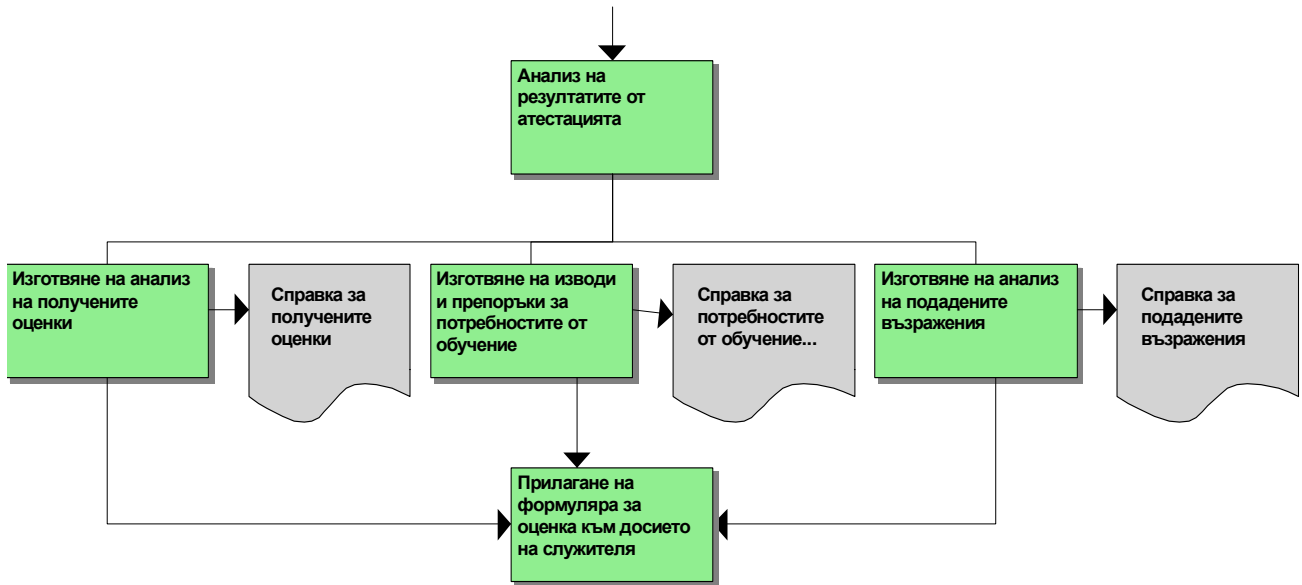 Анализ на
резултатите от
атестацията
Изготвяне на анализ
на получените
оценки
Справка за
получените
оценки
Изготвяне на изводи
и препоръки за
потребностите от
обучение
Справка за
потребностите
от обучение...
Изготвяне на анализ
на подадените
възражения
Справка за
подадените
възражения
Прилагане на
формуляра за
оценка към досието
на служителя